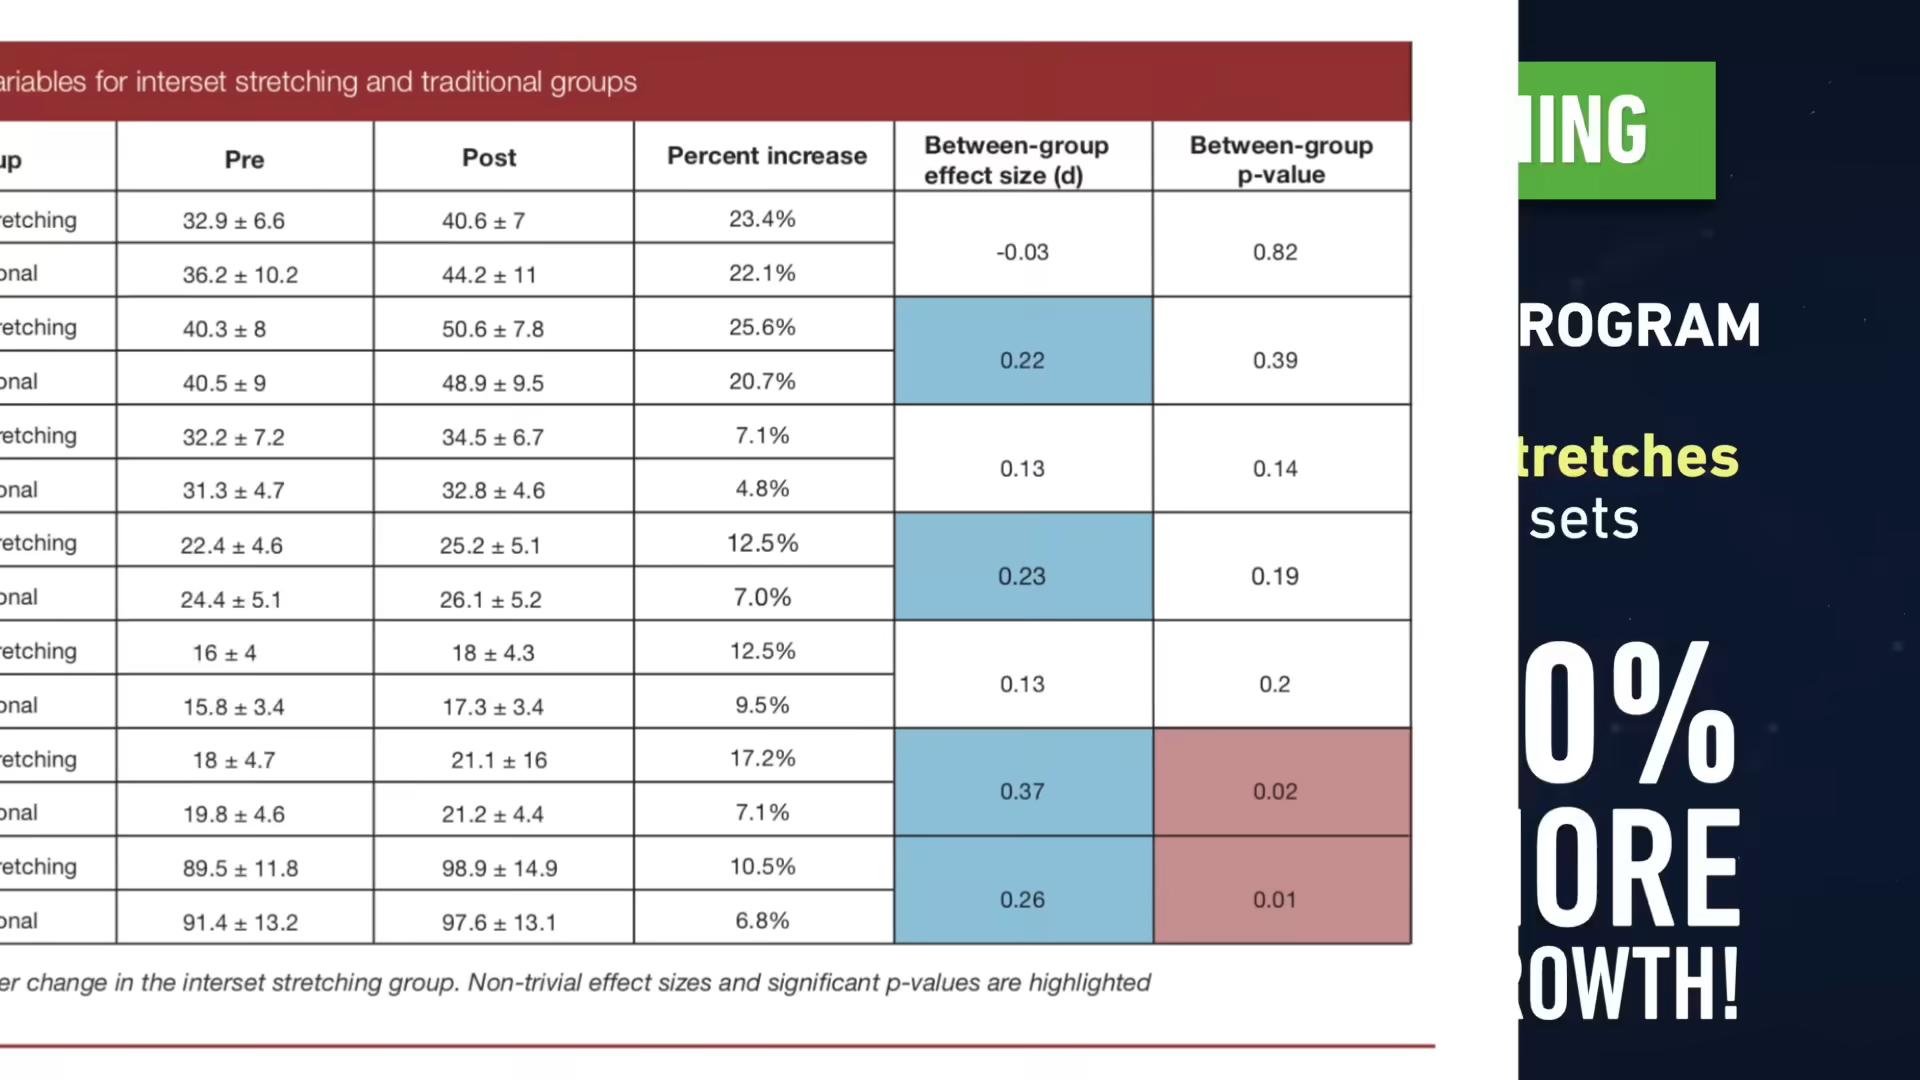 ariables for interset stretching and traditional groups
up Pre Post Percent increase Between-group effect size (d) Between-group p-value
etching 32.9 ± 6.6 40.6 ± 7 23.4%
-0.03 0.82
onal 36.2 ± 10.2 44.2 ± 11 22.1%
etching 40.3 ± 8 50.6 ± 7.8 25.6%
0.22 0.39
onal 40.5 ± 9 48.9 ± 9.5 20.7%
etching 32.2 ± 7.2 34.5 ± 6.7 7.1%
0.13 0.14
onal 31.3 ± 4.7 32.8 ± 4.6 4.8%
etching 22.4 ± 4.6 25.2 ± 5.1 12.5%
0.23 0.19
onal 24.4 ± 5.1 26.1 ± 5.2 7.0%
etching 16 ± 4 18 ± 4.3 12.5%
0.13 0.2
onal 15.8 ± 3.4 17.3 ± 3.4 9.5%
etching 18 ± 4.7 21.1 ± 16 17.2%
0.37 0.02
onal 19.8 ± 4.6 21.2 ± 4.4 7.1%
etching 89.5 ± 11.8 98.9 ± 14.9 10.5%
0.26 0.01
onal 91.4 ± 13.2 97.6 ± 13.1 6.8%
er change in the interset stretching group. Non-trivial effect sizes and significant p-values are highlighted
ING
ROGRAM
tretches
sets
0%
ORE
ROWTH!